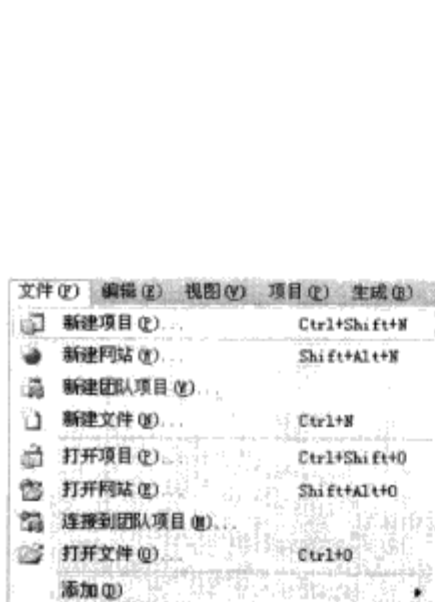 文件(F) 编辑(E) 视图(V) 项目(P) 生成(B)
新建项目(P)... Ctrl+Shift+N
新建网站(W)... Shift+Alt+N
新建团队项目(V)...
新建文件(N)... Ctrl+N
打开项目(P)... Ctrl+Shift+O
打开网站(E)... Shift+Alt+O
连接到团队项目(M)...
打开文件(O)... Ctrl+O
添加(D)